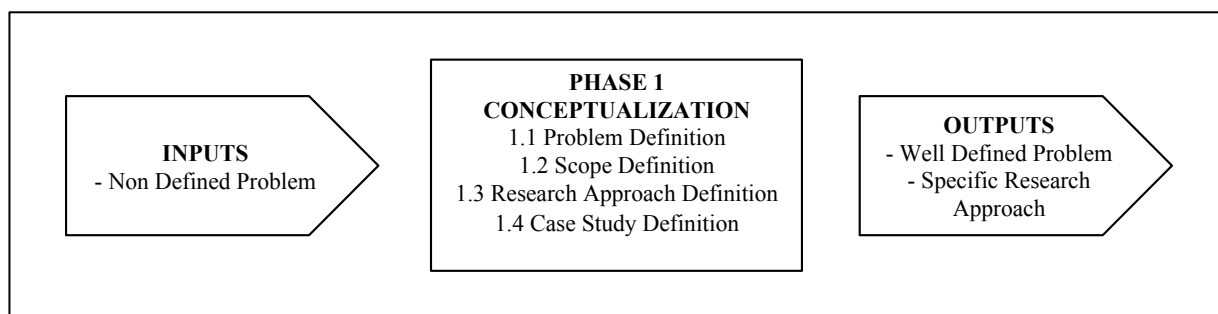 INPUTS
- Non Defined Problem
PHASE 1
CONCEPTUALIZATION
1.1 Problem Definition
1.2 Scope Definition
1.3 Research Approach Definition
1.4 Case Study Definition
OUTPUTS
- Well Defined Problem
- Specific Research
Approach